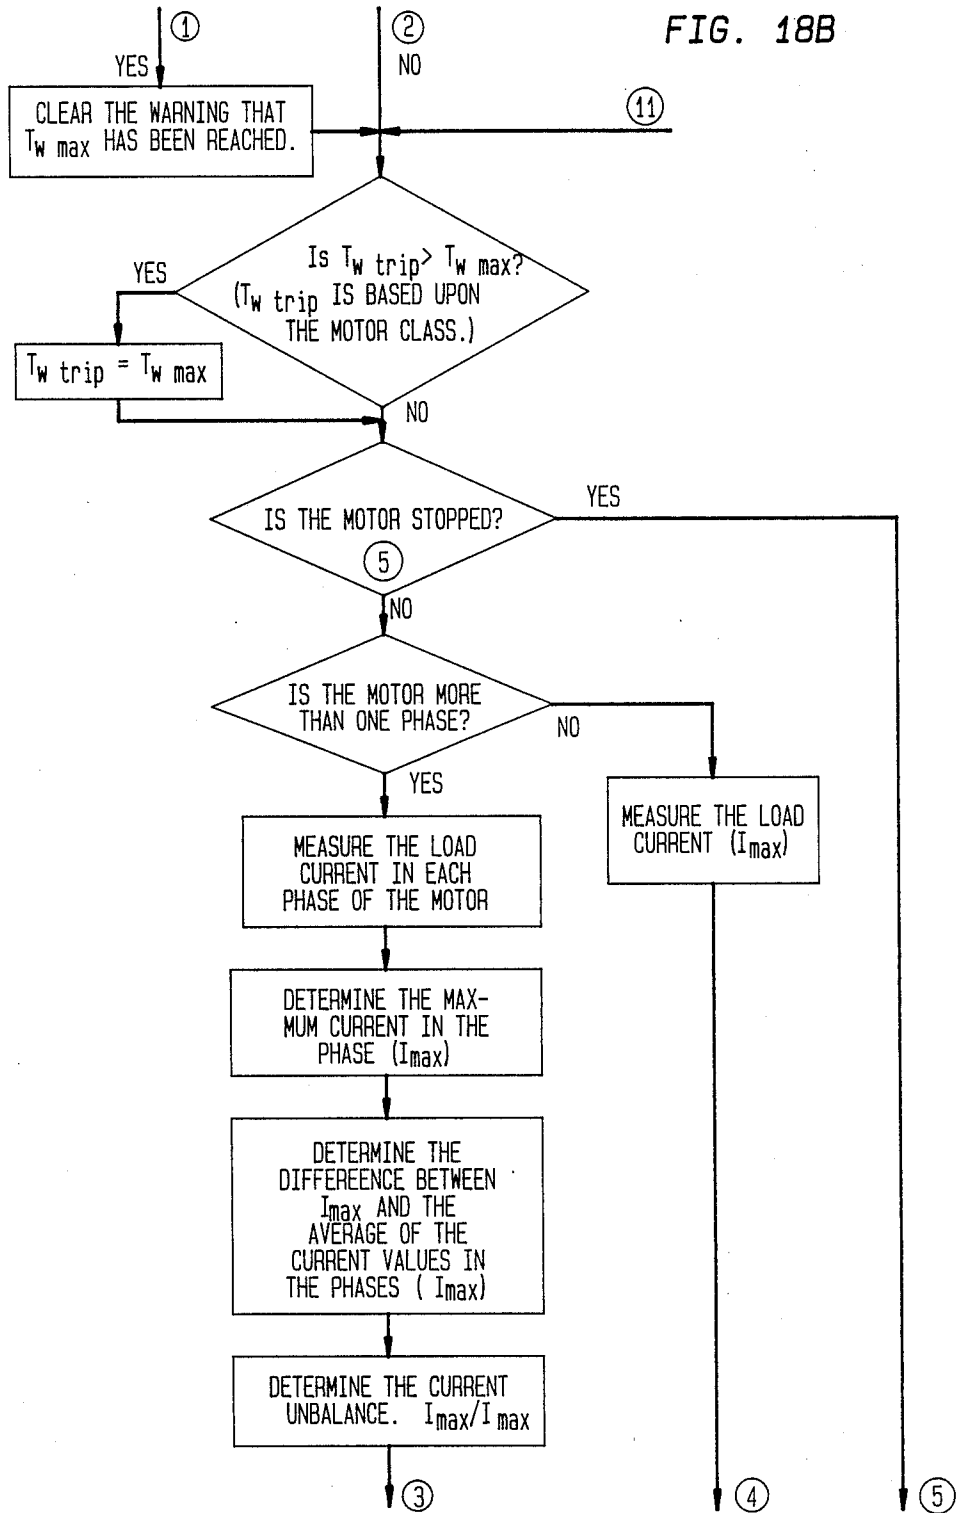 FIG. 18B
1
2
YES
NO
CLEAR THE WARNING THAT
Tw max HAS BEEN REACHED.
11
Is Tw trip> Tw max?
(Tw trip IS BASED UPON
THE MOTOR CLASS.)
YES
Tw trip = Tw max
NO
IS THE MOTOR STOPPED?
5
YES
NO
IS THE MOTOR MORE
THAN ONE PHASE?
NO
YES
MEASURE THE LOAD
CURRENT IN EACH
PHASE OF THE MOTOR
MEASURE THE LOAD
CURRENT (Imax)
DETERMINE THE MAX-
MUM CURRENT IN THE
PHASE (Imax)
DETERMINE THE
DIFFEREENCE BETWEEN
Imax AND THE
AVERAGE OF THE
CURRENT VALUES IN
THE PHASES ( Imax)
DETERMINE THE CURRENT
UNBALANCE. Imax/I max
3
4
5